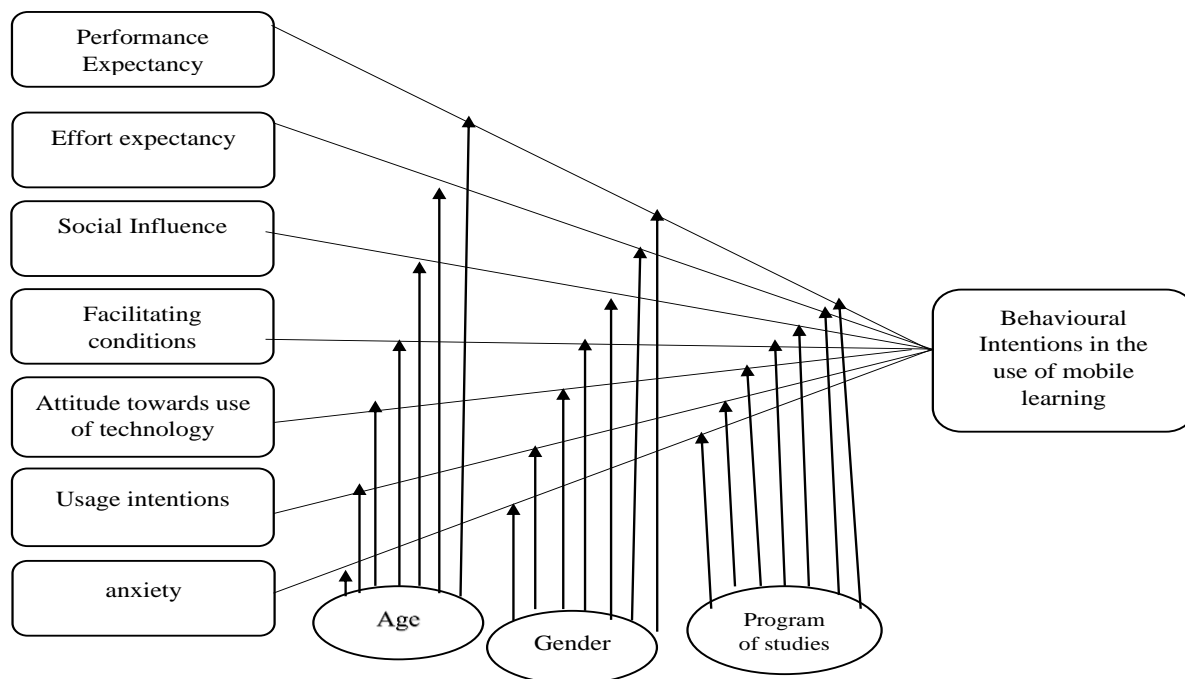 Performance
Expectancy
Effort expectancy
Social Influence
Facilitating
conditions
Attitude towards use
of technology
Usage intentions
anxiety
Age
Gender
Program
of studies
Behavioural
Intentions in the
use of mobile
learning